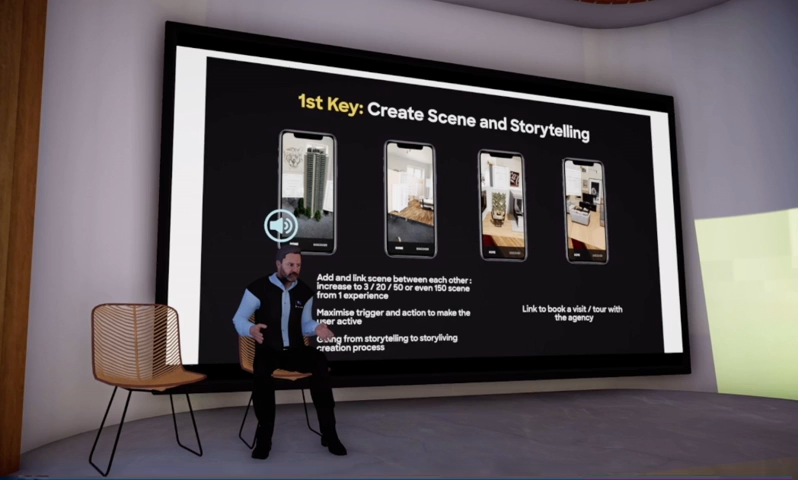 1st Key: Create Scene and Storytelling
Add and link scene between each other :
increase to 3 / 20 / 50 or even 150 scene
from 1 experience
Maximise trigger and action to make the
user active
Going from storytelling to storyliving
creation process
Link to book a visit / tour with
the agency